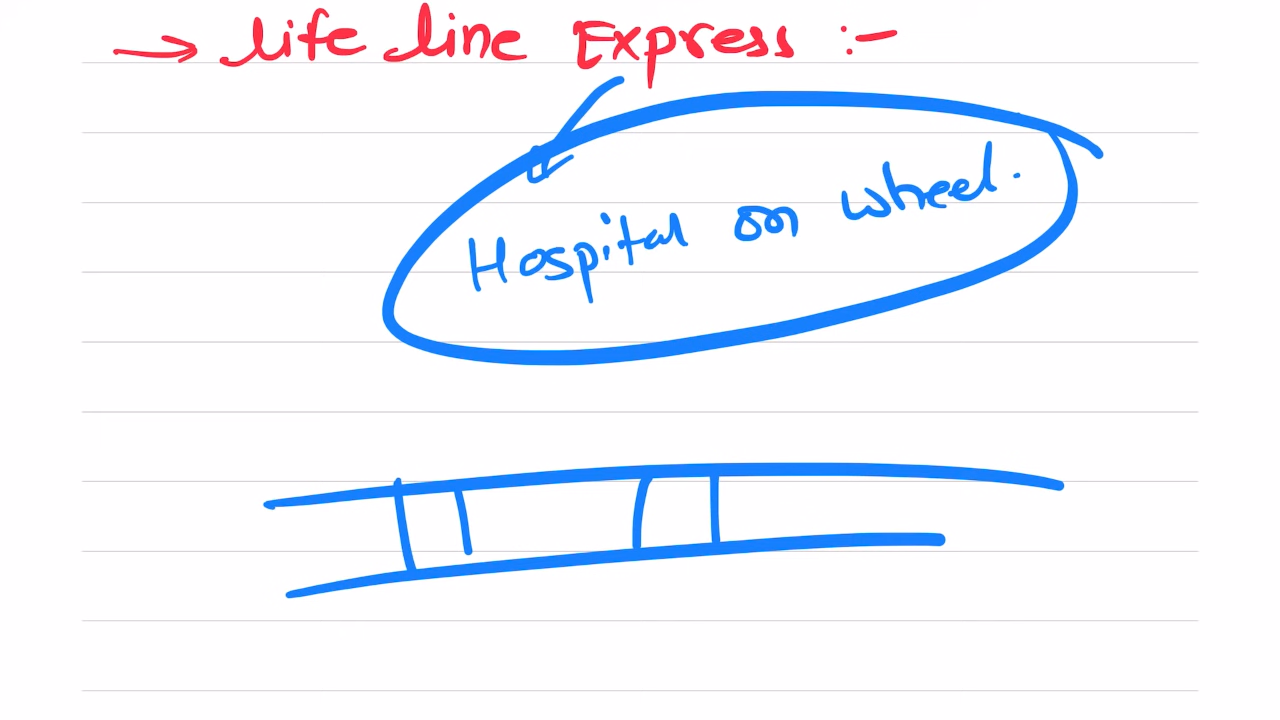 → Life line Express :-
Hospital on wheel.